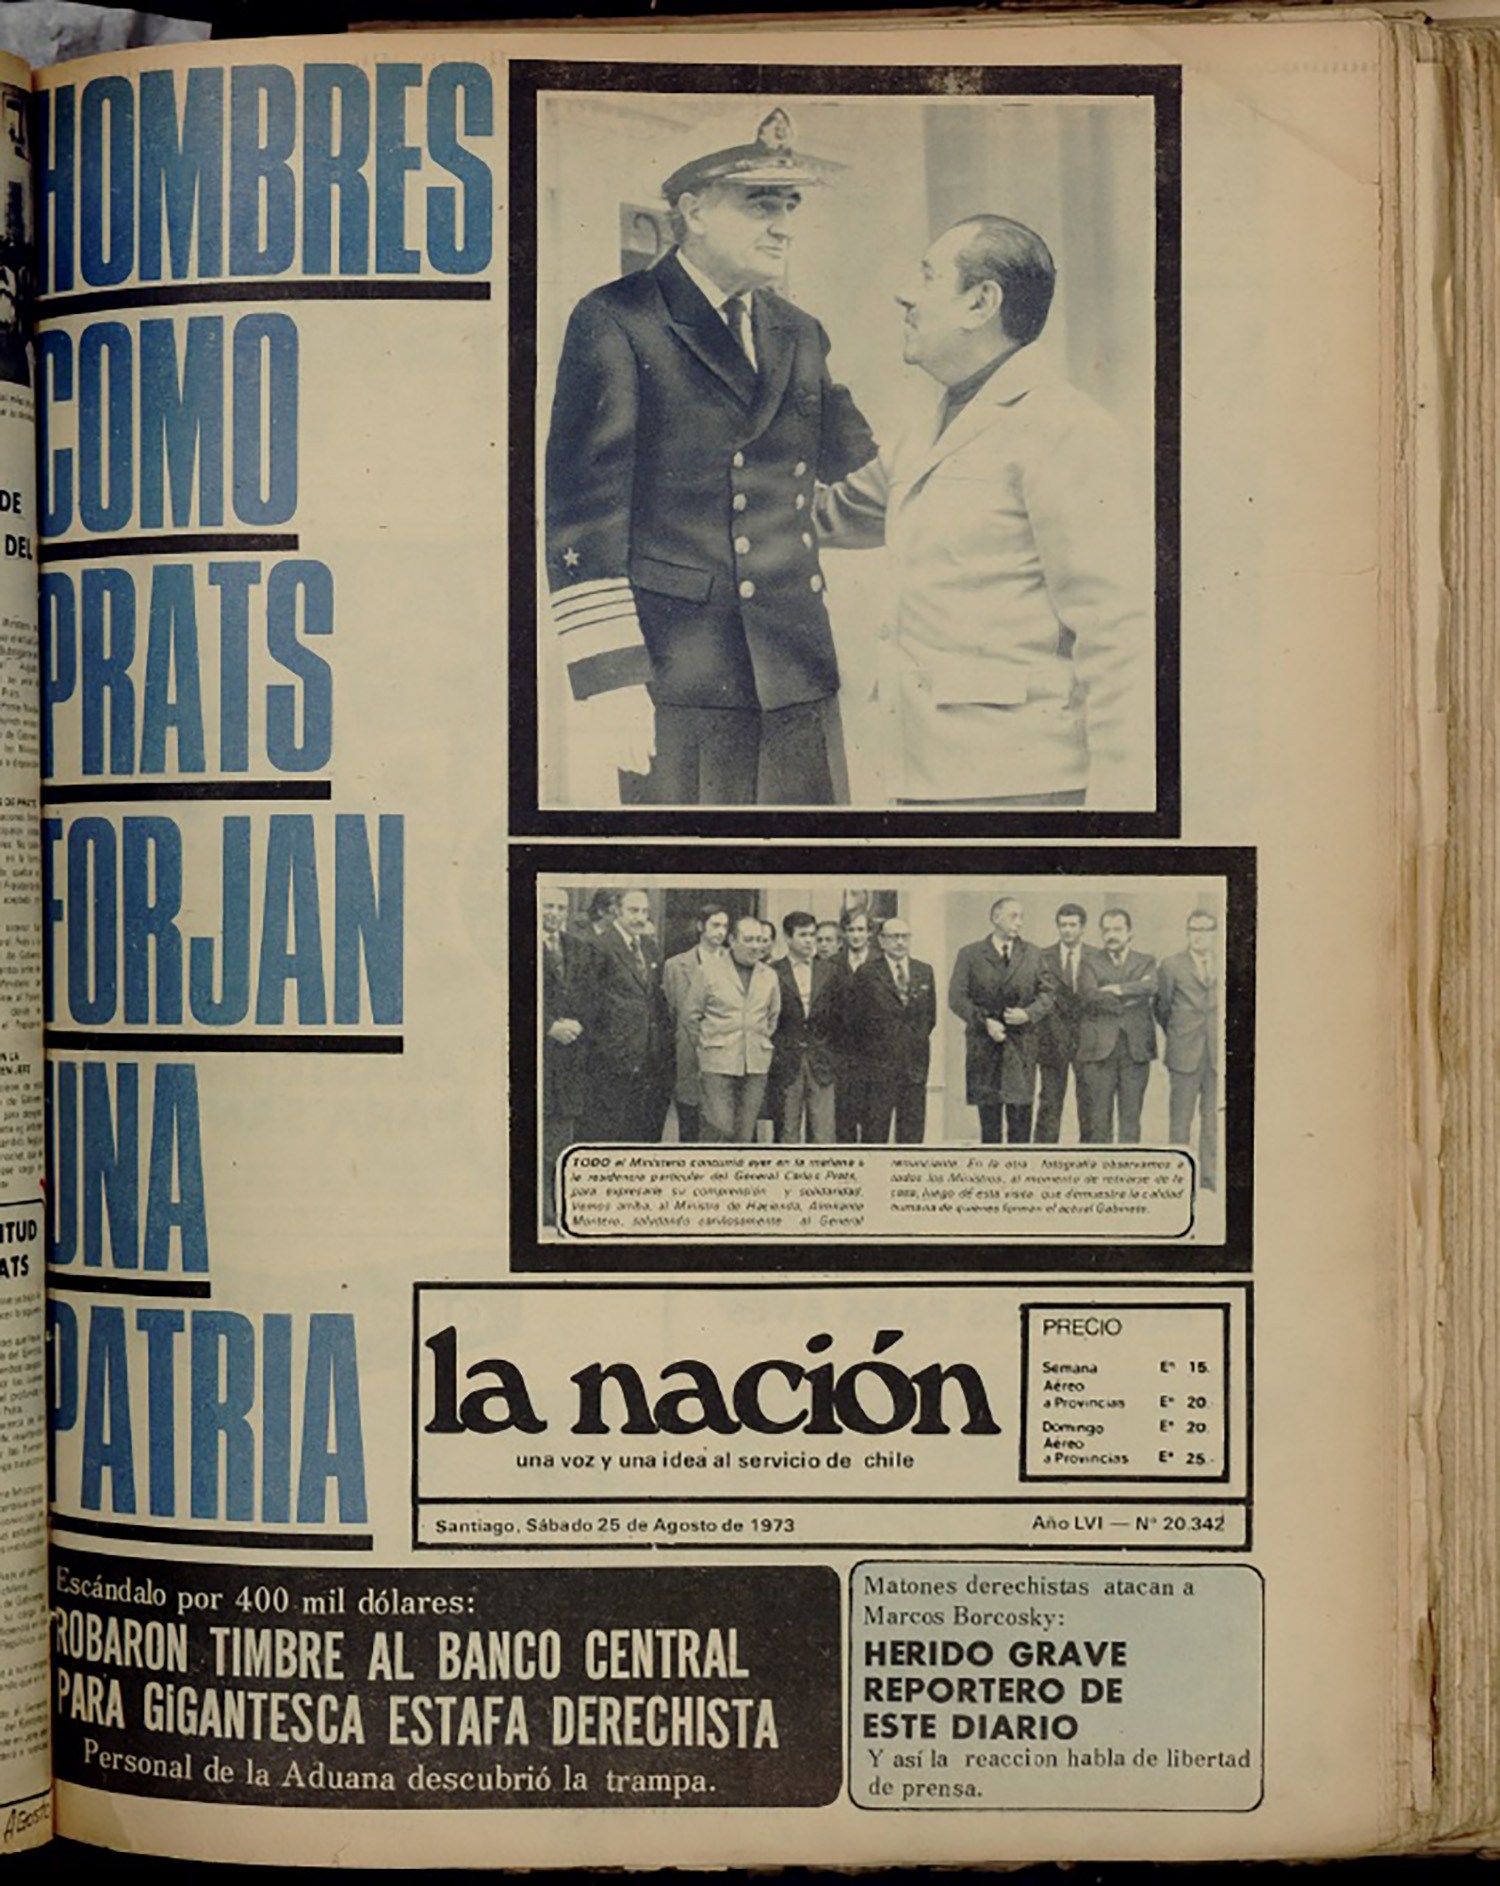 HOMBRES
COMO
PRATS
FORJAN
UNA
PATRIA
TODO el Ministerio concurrió ayer en la mañana a
la residencia particular del General Carlos Prats,
para expresarle su comprensión y solidaridad.
Vemos arriba, al Ministro de Hacienda, Almirante
Montero, saludando cariñosamente al General
renunciante. En la otra fotografía observamos a
todos los Ministros, al momento de retirarse de la
casa, luego de esta visita que demuestra la calidad
humana de quienes forman el actual Gabinete.
la nación
una voz y una idea al servicio de chile
PRECIO
Semana E° 15.
Aéreo
a Provincias E° 20.-
Domingo E° 20.
Aéreo
a Provincias E° 25.-
Santiago, Sábado 25 de Agosto de 1973 Año LVI — N° 20.342
Escándalo por 400 mil dólares:
ROBARON TIMBRE AL BANCO CENTRAL
PARA GIGANTESCA ESTAFA DERECHISTA
Personal de la Aduana descubrió la trampa.
Matones derechistas atacan a
Marcos Borcosky:
HERIDO GRAVE
REPORTERO DE
ESTE DIARIO
Y así la reaccion habla de libertad
de prensa.
DE
DEL
ITUD
ATS
Agosto